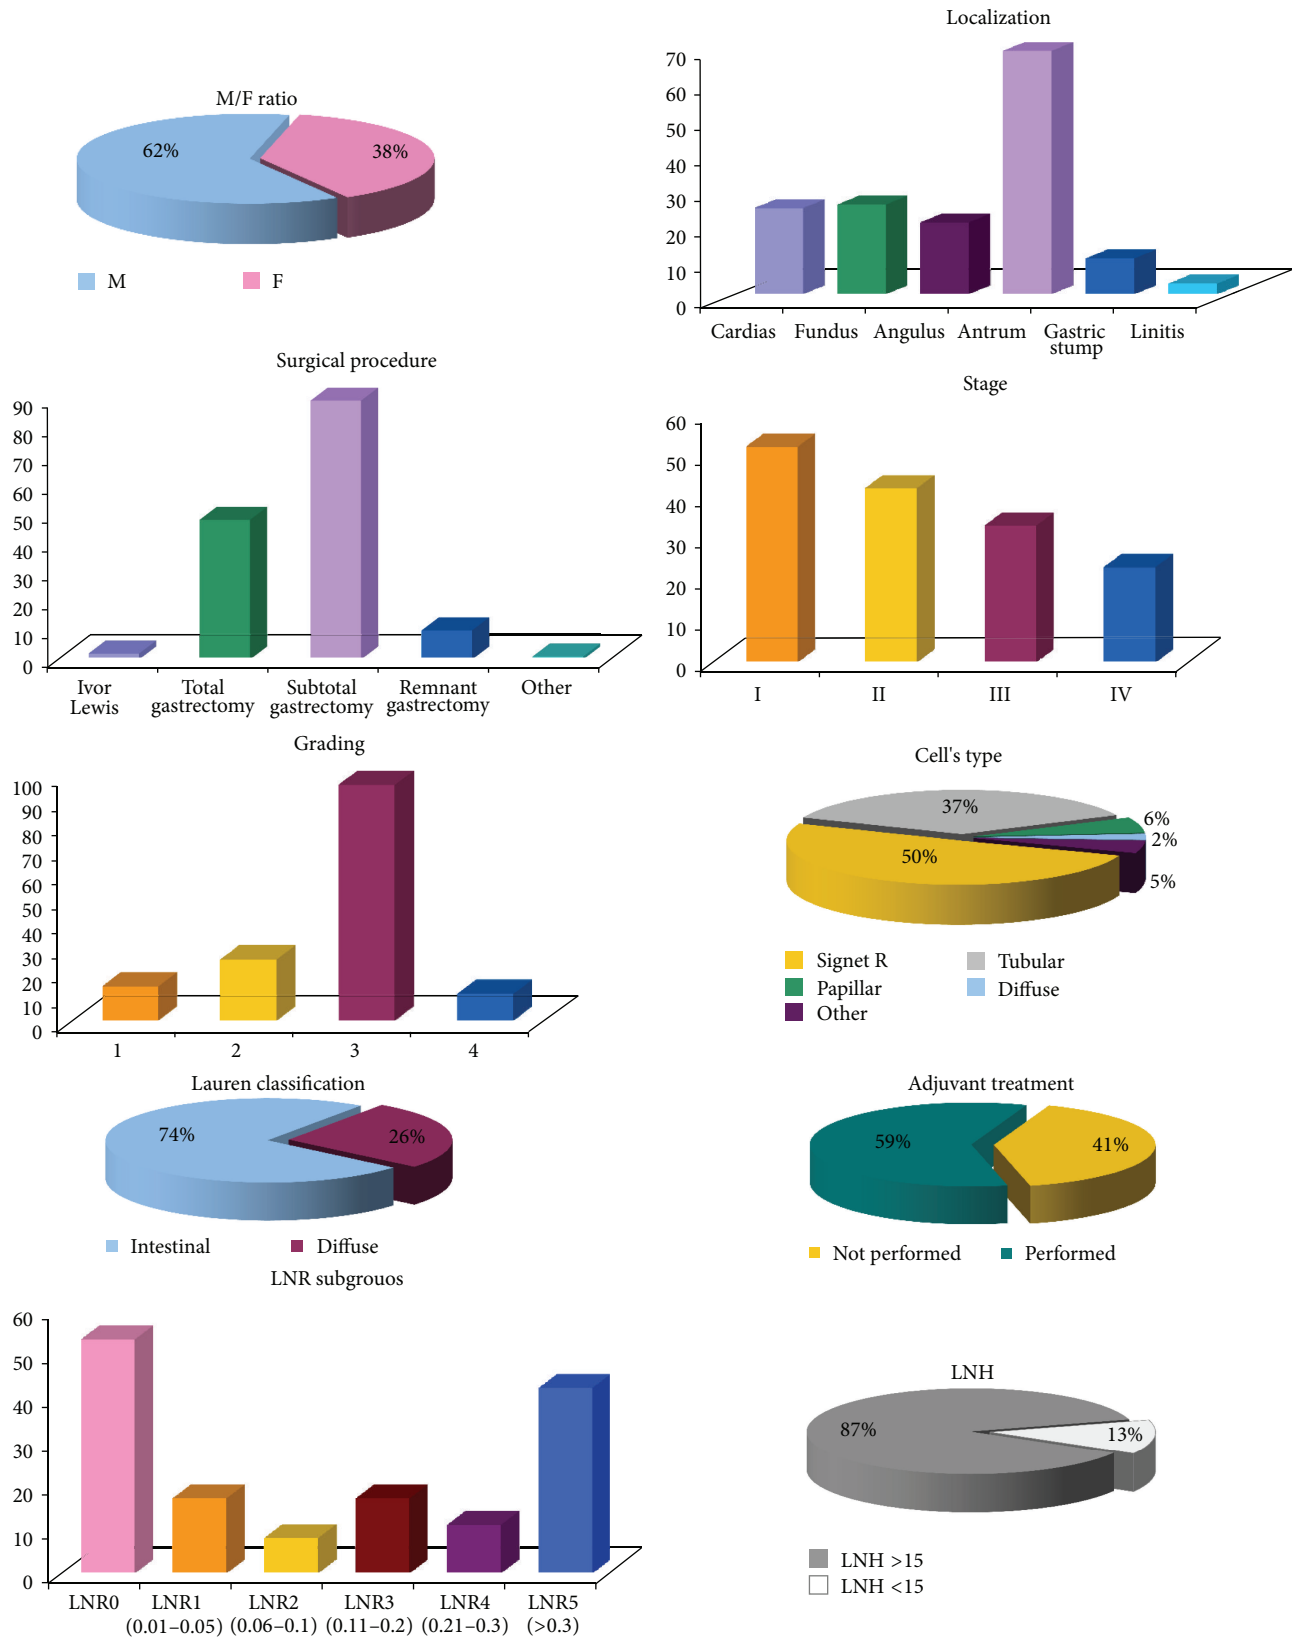 M/F ratio
62%
38%
M
F
Localization
70
60
50
40
30
20
10
0
Cardias
Fundus
Angulus
Antrum
Gastric
stump
Linitis
Surgical procedure
90
80
70
60
50
40
30
20
10
0
Ivor
Lewis
Total
gastrectomy
Subtotal
gastrectomy
Remnant
gastrectomy
Other
Stage
60
50
40
30
20
10
0
I
II
III
IV
Grading
100
90
80
70
60
50
40
30
20
10
0
1
2
3
4
Cell's type
37%
6%
2%
50%
5%
Signet R
Tubular
Papillar
Diffuse
Other
Lauren classification
74%
26%
Intestinal
Diffuse
Adjuvant treatment
59%
41%
Not performed
Performed
LNR subgrouos
60
50
40
30
20
10
0
LNR0
LNR1
(0.01–0.05)
LNR2
(0.06–0.1)
LNR3
(0.11–0.2)
LNR4
(0.21–0.3)
LNR5
(>0.3)
LNH
87%
13%
LNH >15
LNH <15